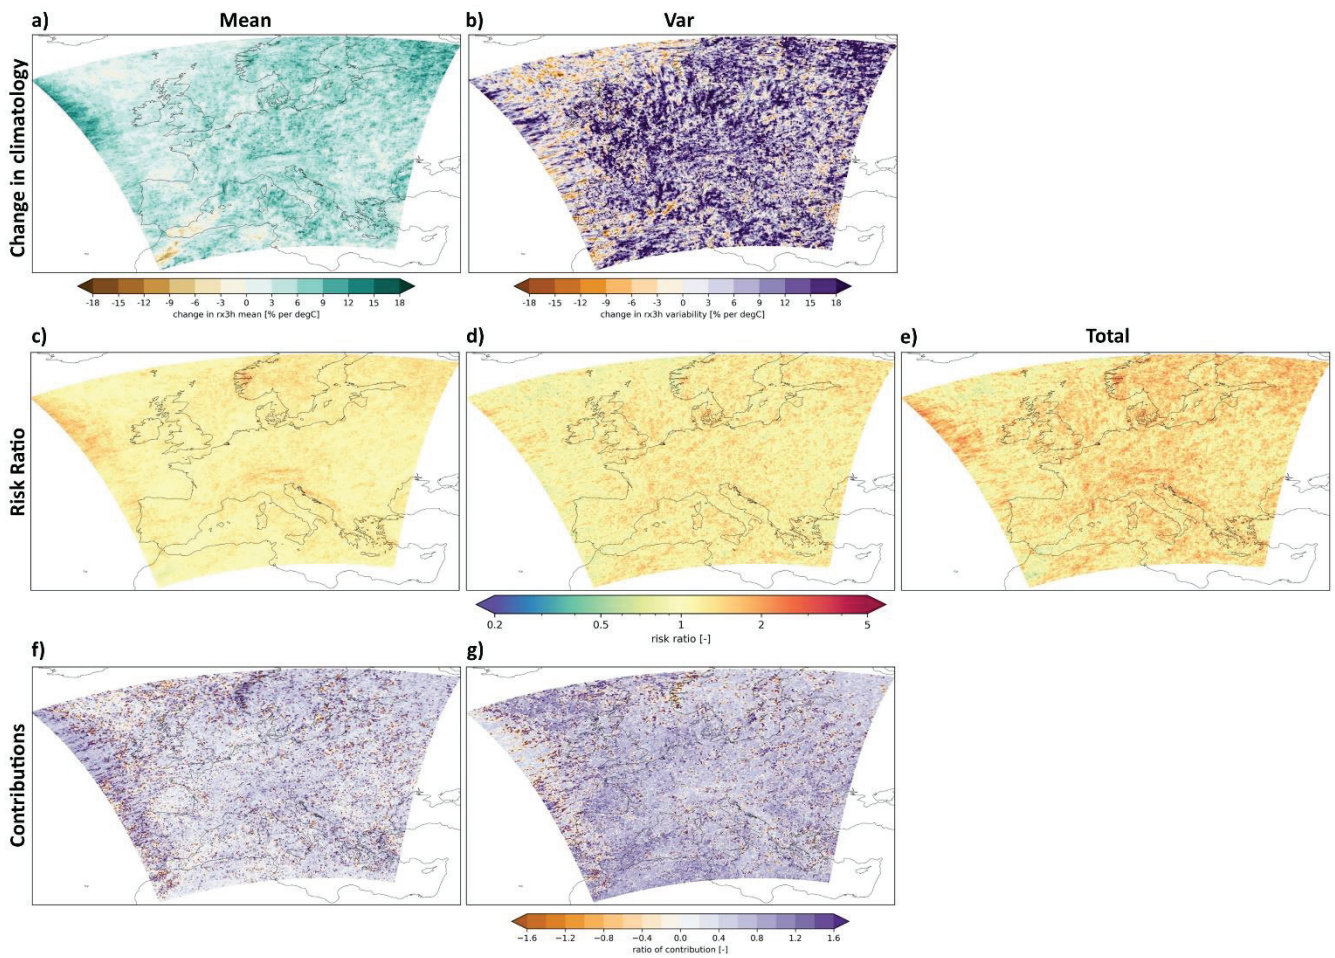 a)
Mean
b)
Var
Change in climatology
-18 -15 -12 -9 -6 -3 0 3 6 9 12 15 18
change in rx3h mean [% per degC]
-18 -15 -12 -9 -6 -3 0 3 6 9 12 15 18
change in rx3h variability [% per degC]
c)
d)
e)
Total
Risk Ratio
0.2 0.5 1 2 5
risk ratio [-]
f)
g)
Contributions
−1.6 −1.2 −0.8 −0.4 0.0 0.4 0.8 1.2 1.6
ratio of contribution [-]